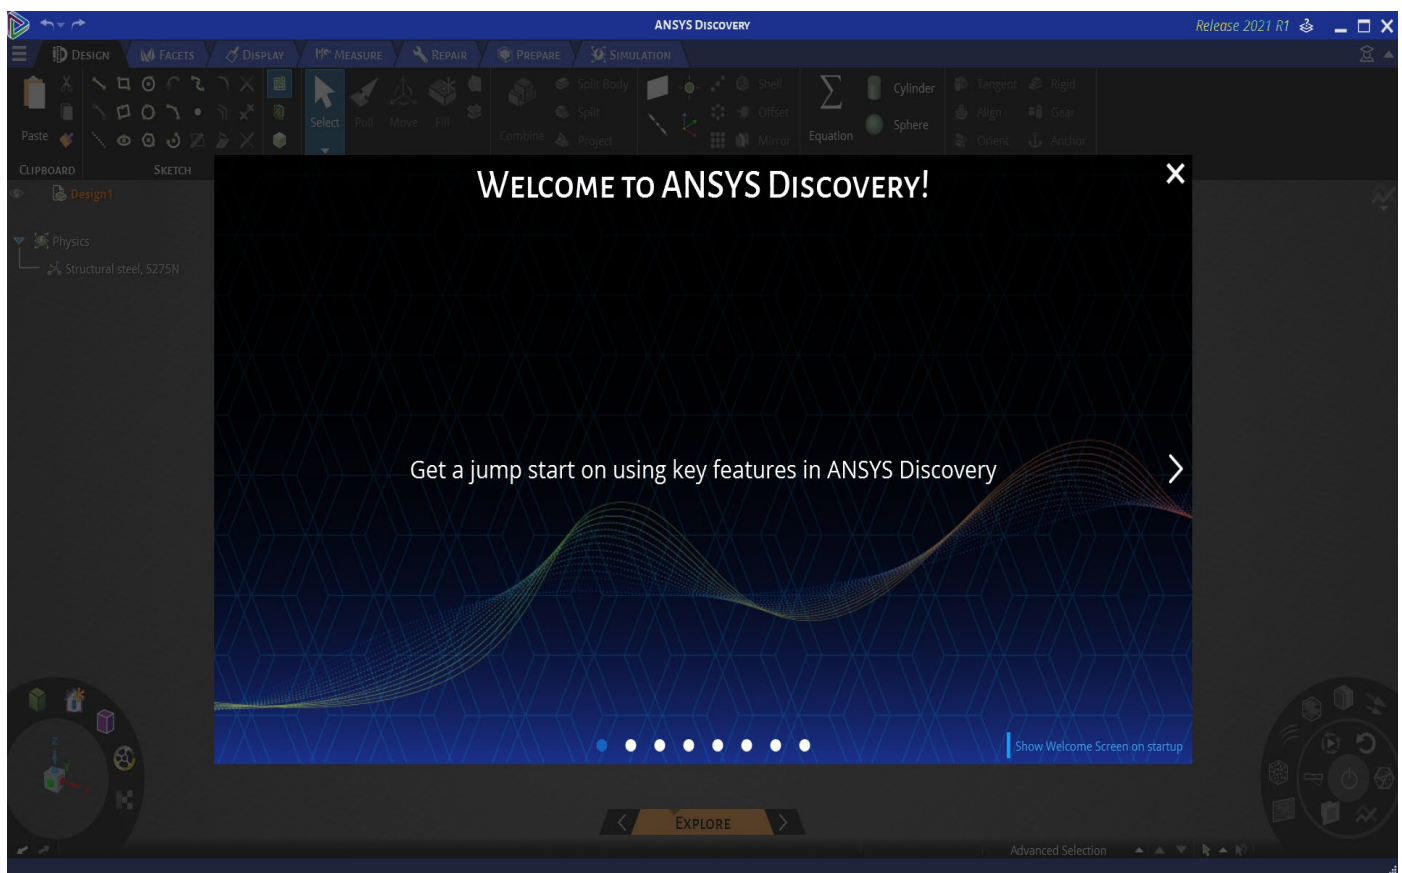 ANSYS DISCOVERY
Release 2021 R1
DESIGN FACETS DISPLAY MEASURE REPAIR PREPARE SIMULATION
Split Body Shell Cylinder Tangent Rigid
Select Pull Move Fill Split Offset Sphere Align Gear
Paste Combine Project Mirror Equation Orient Anchor
CLIPBOARD SKETCH
WELCOME TO ANSYS DISCOVERY!
Design1
Physics
Structural steel, S275N
Get a jump start on using key features in ANSYS Discovery
Z
Show Welcome Screen on startup
EXPLORE
Advanced Selection